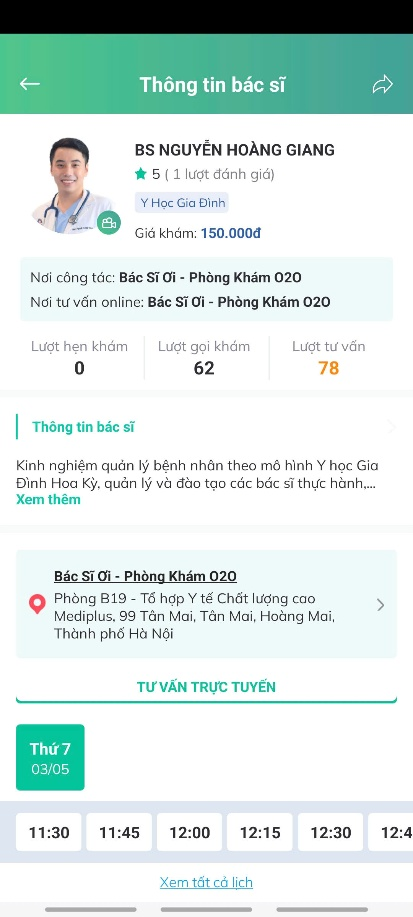 Thông tin bác sĩ
BS NGUYỄN HOÀNG GIANG
5 ( 1 lượt đánh giá)
Y Học Gia Đình
Giá khám: 150.000đ
Nơi công tác: Bác Sĩ Ơi - Phòng Khám O2O
Nơi tư vấn online: Bác Sĩ Ơi - Phòng Khám O2O
Lượt hẹn khám Lượt gọi khám Lượt tư vấn
0 62 78
Thông tin bác sĩ
Kinh nghiệm quản lý bệnh nhân theo mô hình Y học Gia
Đình Hoa Kỳ, quản lý và đào tạo các bác sĩ thực hành,...
Xem thêm
Bác Sĩ Ơi - Phòng Khám O2O
Phòng B19 - Tổ hợp Y tế Chất lượng cao
Mediplus, 99 Tân Mai, Tân Mai, Hoàng Mai,
Thành phố Hà Nội
TƯ VẤN TRỰC TUYẾN
Thứ 7
03/05
11:30 11:45 12:00 12:15 12:30 12:4
Xem tất cả lịch